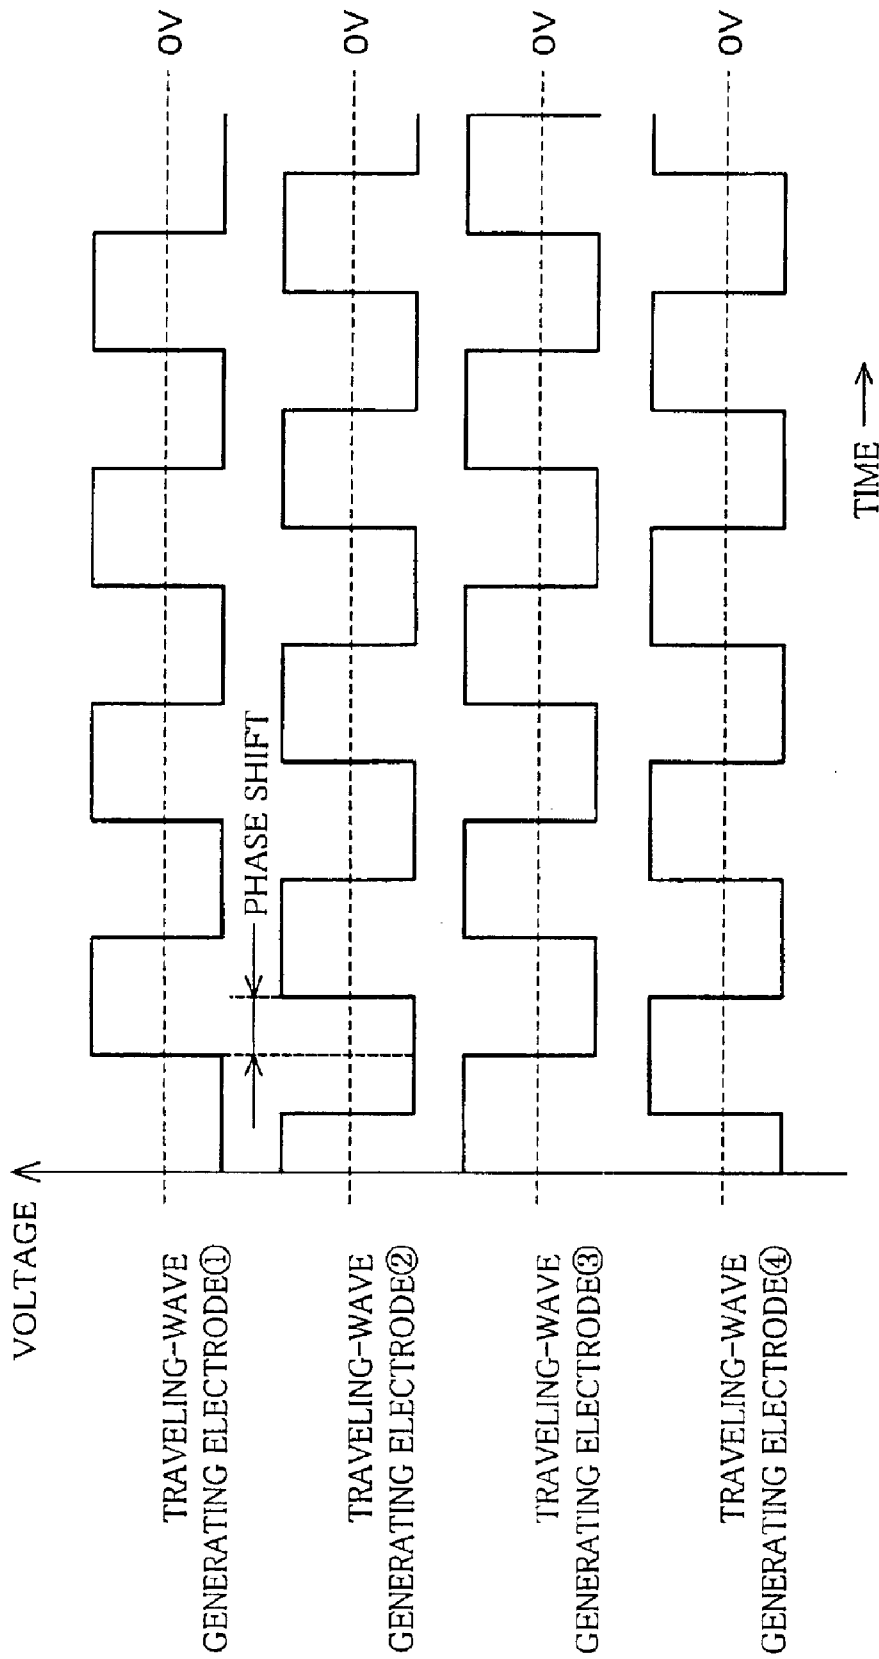 VOLTAGE
TRAVELING-WAVE
GENERATING ELECTRODE①
0V
PHASE SHIFT
TRAVELING-WAVE
GENERATING ELECTRODE②
0V
TRAVELING-WAVE
GENERATING ELECTRODE③
0V
TRAVELING-WAVE
GENERATING ELECTRODE④
0V
TIME